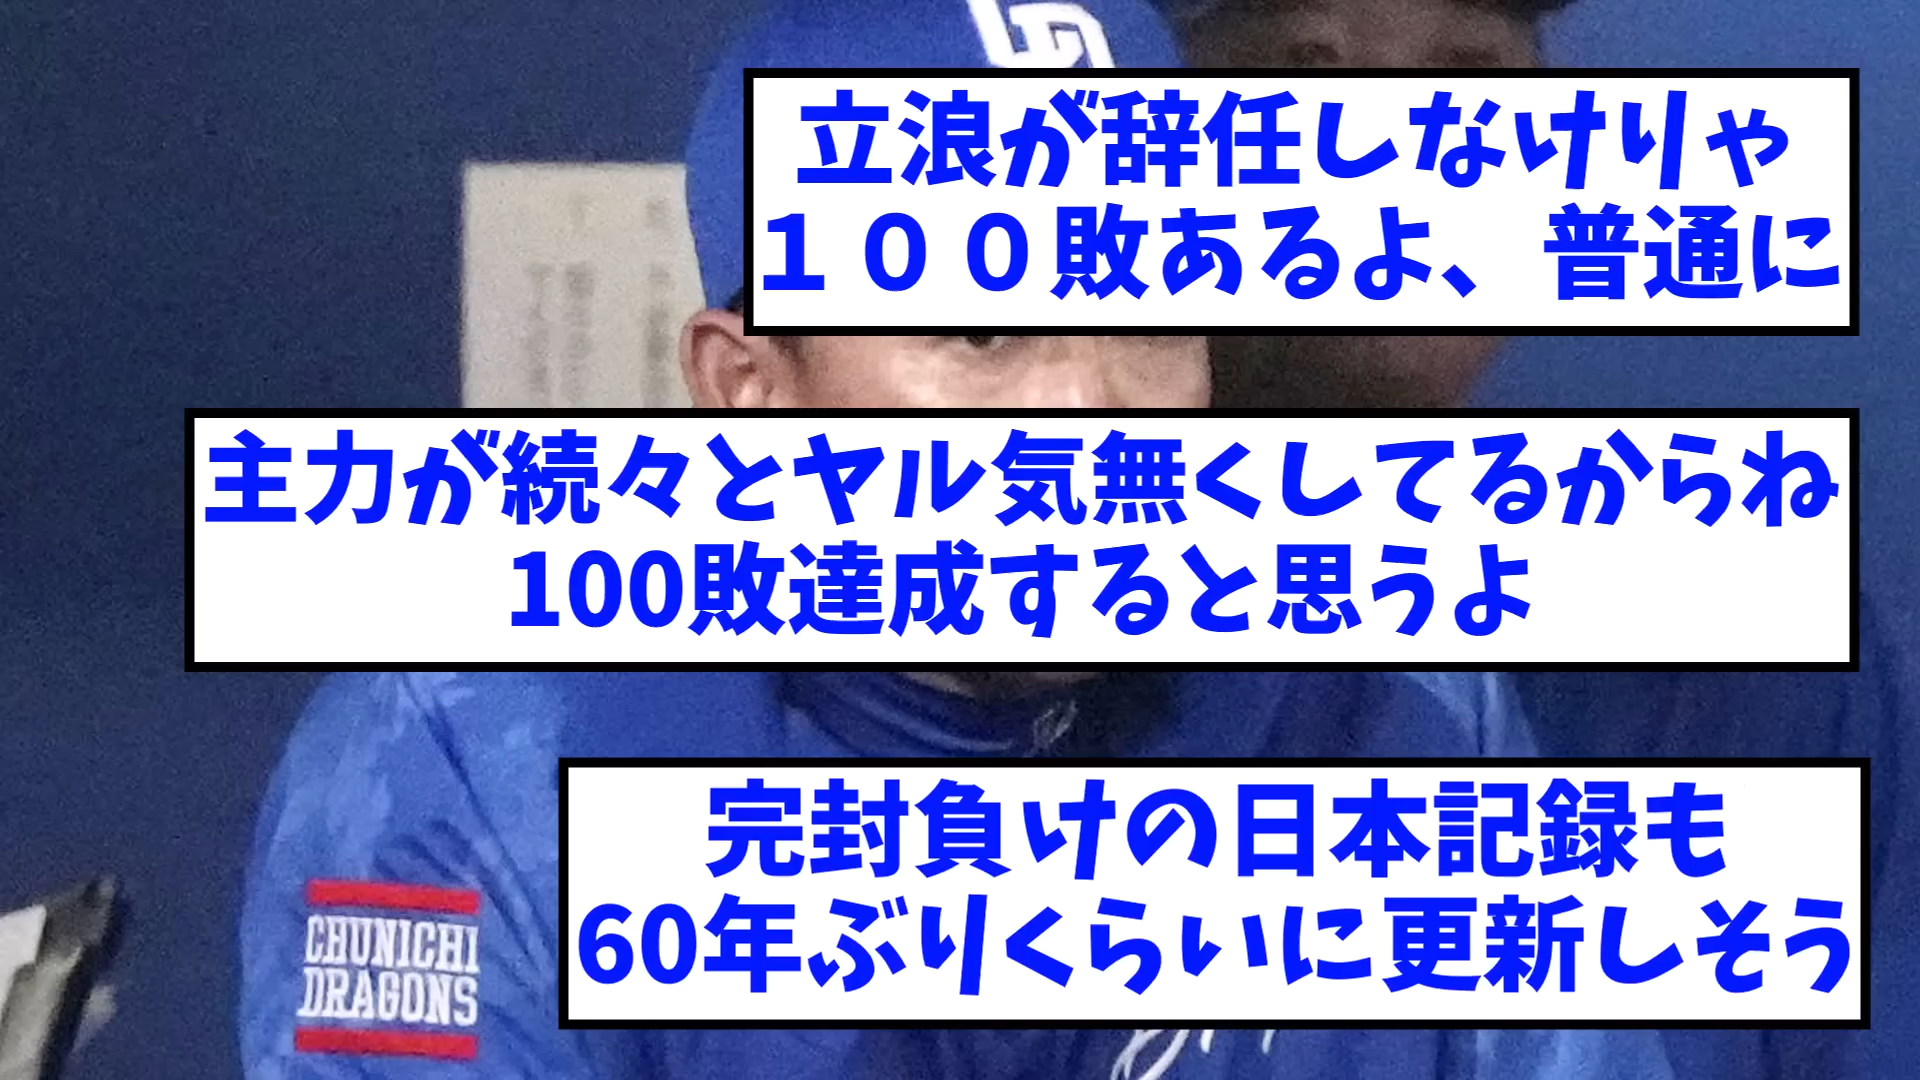 立浪が辞任しなけりゃ
１００敗あるよ、普通に
主力が続々とヤル気無くしてるからね
100敗達成すると思うよ
完封負けの日本記録も
60年ぶりくらいに更新しそう
CHUNICHI
DRAGONS